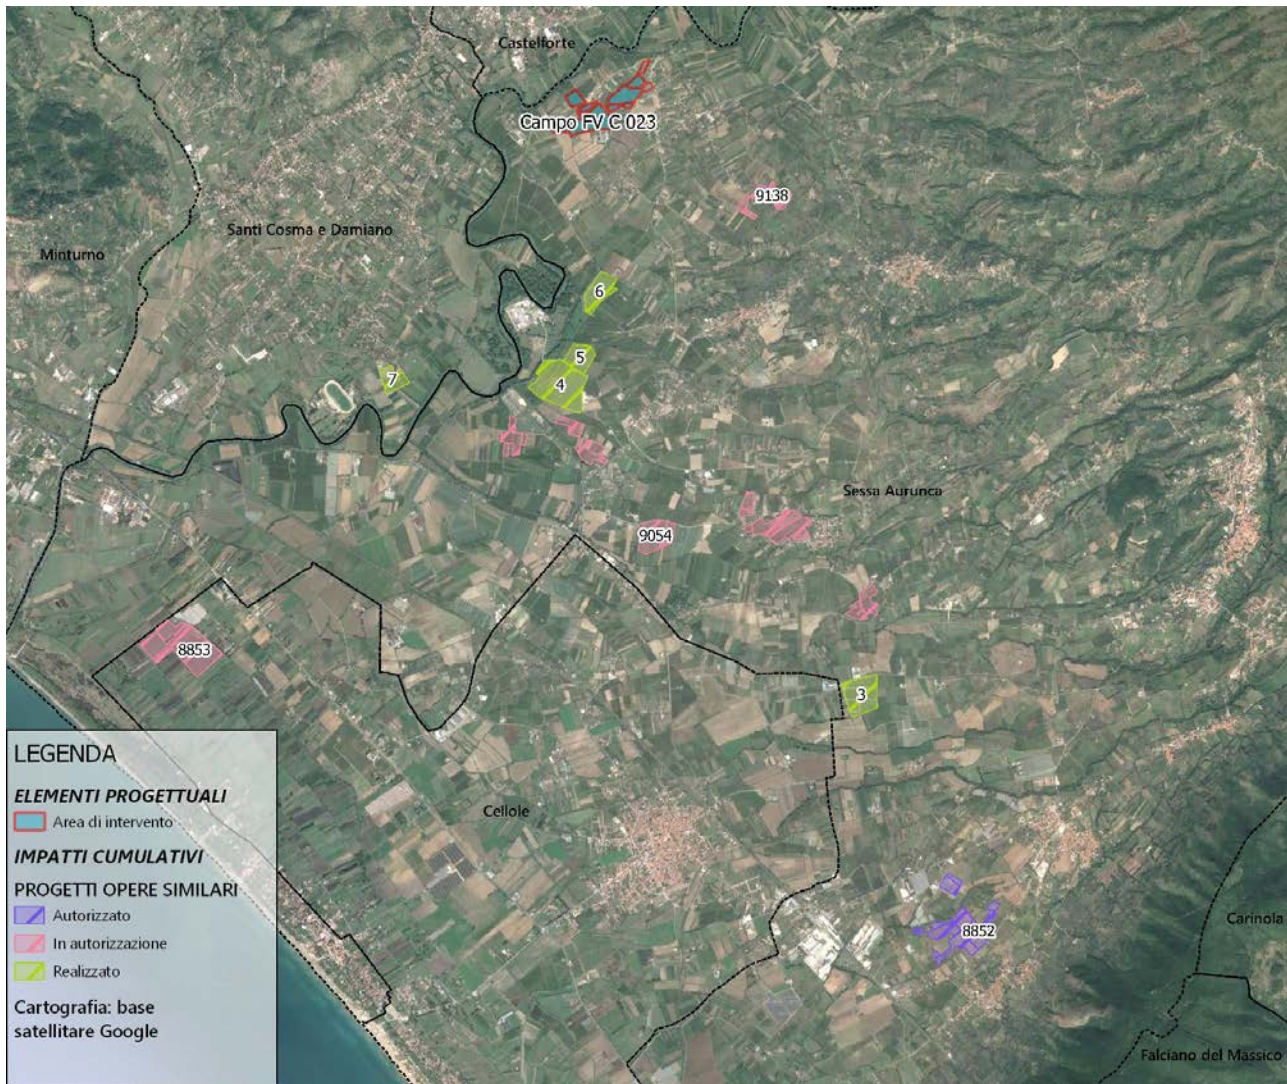 Castelforte
Campo FV C 023
9138
Santi Cosma e Damiano
Minturno
6
5
7
4
Sessa Aurunca
9054
8853
3
LEGENDA
ELEMENTI PROGETTUALI
Area di intervento
IMPATTI CUMULATIVI
PROGETTI OPERE SIMILARI
Autorizzato
In autorizzazione
Realizzato
Cartografia: base
satellitare Google
Cellole
8852
Carinola
Falciano del Massico